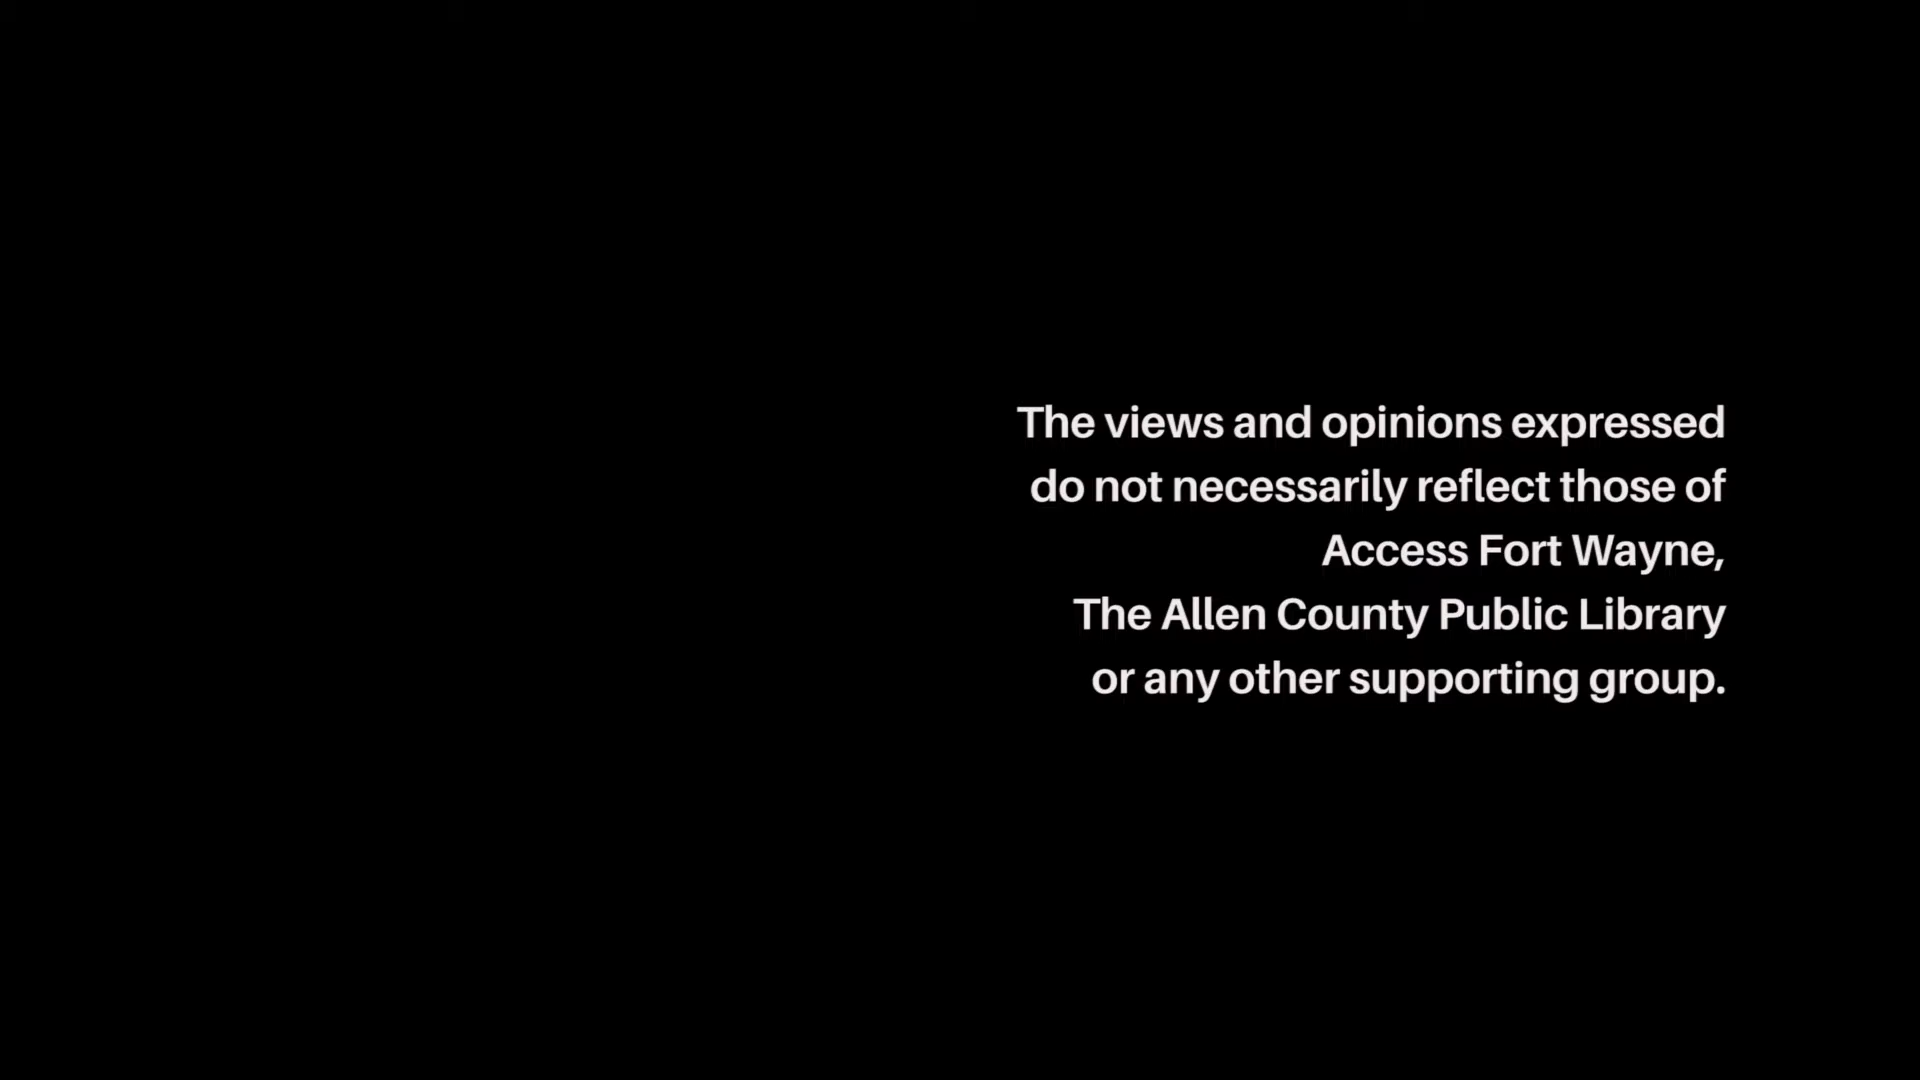 The views and opinions expressed
do not necessarily reflect those of
Access Fort Wayne,
The Allen County Public Library
or any other supporting group.